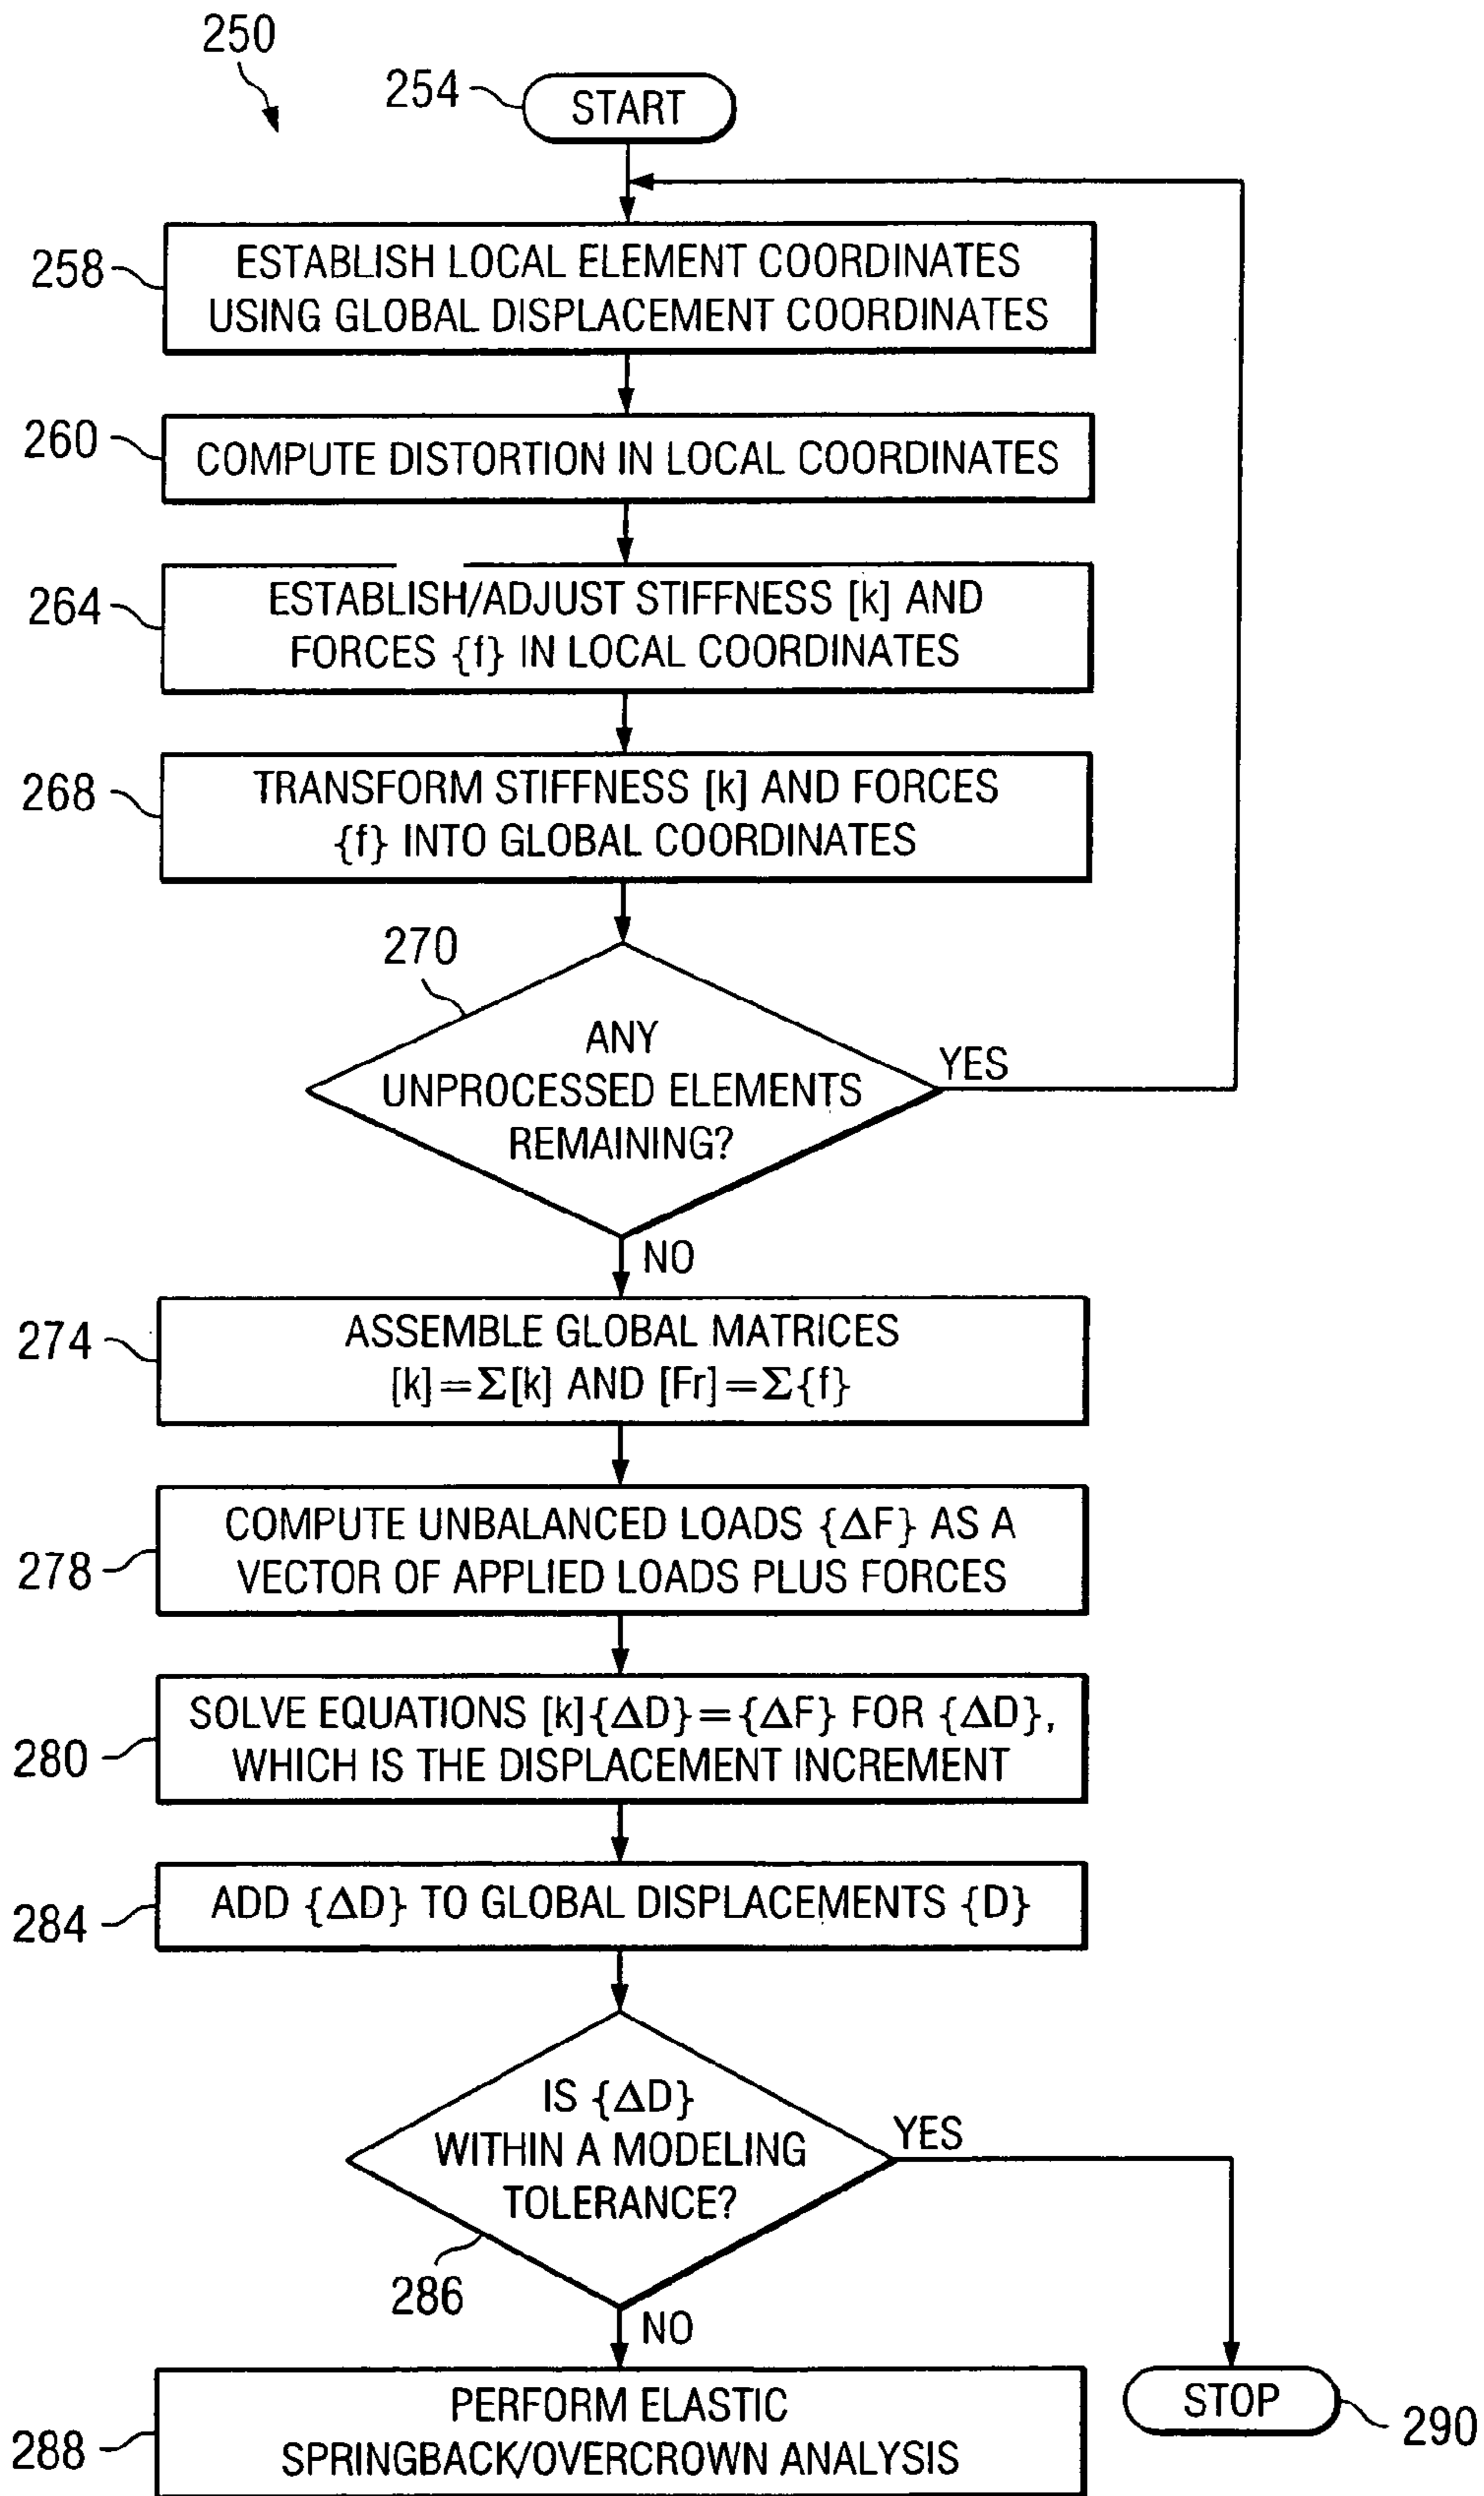 250
254
START
258
ESTABLISH LOCAL ELEMENT COORDINATES
USING GLOBAL DISPLACEMENT COORDINATES
260
COMPUTE DISTORTION IN LOCAL COORDINATES
264
ESTABLISH/ADJUST STIFFNESS [k] AND
FORCES {f} IN LOCAL COORDINATES
268
TRANSFORM STIFFNESS [k] AND FORCES
{f} INTO GLOBAL COORDINATES
270
ANY
UNPROCESSED ELEMENTS
REMAINING?
YES
NO
274
ASSEMBLE GLOBAL MATRICES
[k]=Σ[k] AND [Fr]=Σ{f}
278
COMPUTE UNBALANCED LOADS {ΔF} AS A
VECTOR OF APPLIED LOADS PLUS FORCES
280
SOLVE EQUATIONS [k]{ΔD}={ΔF} FOR {ΔD},
WHICH IS THE DISPLACEMENT INCREMENT
284
ADD {ΔD} TO GLOBAL DISPLACEMENTS {D}
IS {ΔD}
WITHIN A MODELING
TOLERANCE?
YES
286
NO
288
PERFORM ELASTIC
SPRINGBACK/OVERCROWN ANALYSIS
STOP
290